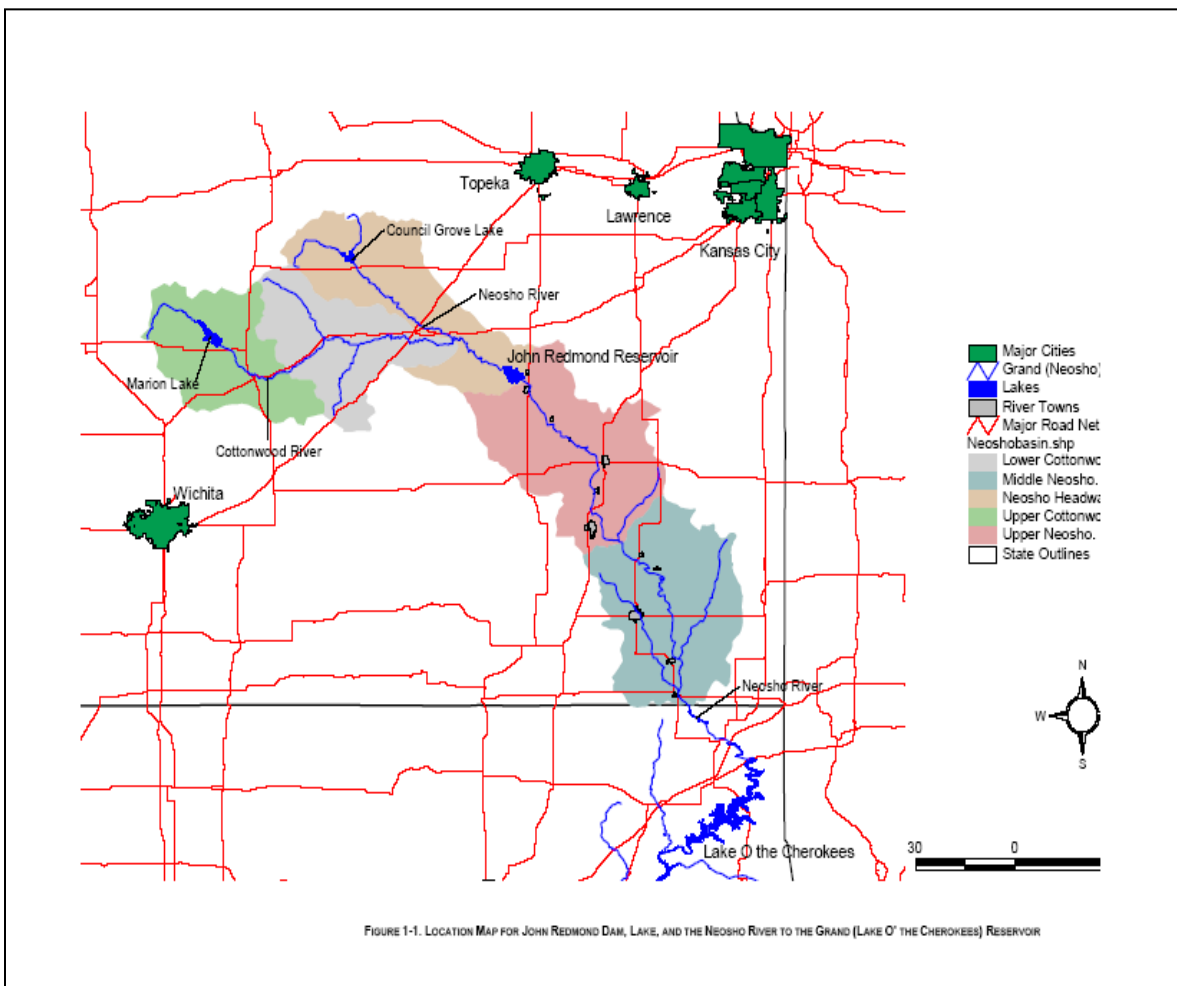 Topeka
Lawrence
Kansas City
Council Grove Lake
Neosho River
John Redmond Reservoir
Marion Lake
Cottonwood River
Wichita
Neosho River
Lake O the Cherokees
Major Cities
Grand (Neosho)
Lakes
River Towns
Major Road Net
Neoshobasin.shp
Lower Cottonwc
Middle Neosho.
Neosho Headwa
Upper Cottonw
Upper Neosho.
State Outlines
N
W
S
30 0
FIGURE 1-1. LOCATION MAP FOR JOHN REDMOND DAM, LAKE, AND THE NEOSHO RIVER TO THE GRAND (LAKE O' THE CHEROKEES) RESERVOIR